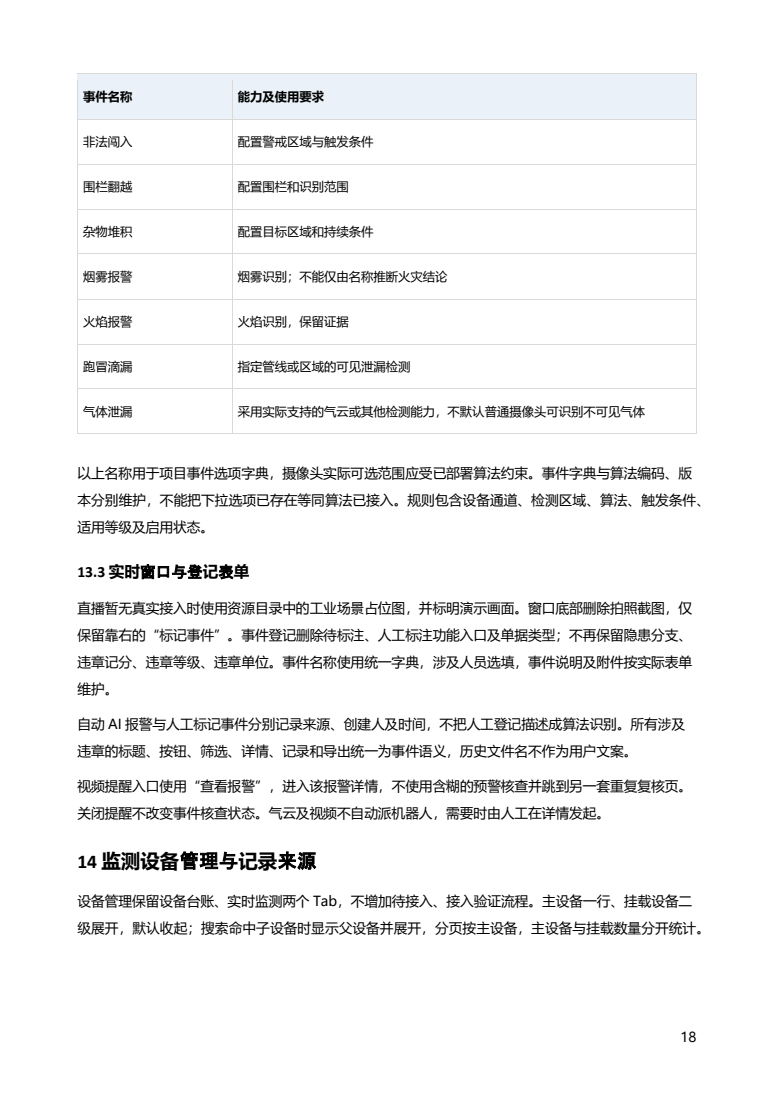 事件名称 能力及使用要求
非法闯入 配置警戒区域与触发条件
围栏翻越 配置围栏和识别范围
杂物堆积 配置目标区域和持续条件
烟雾报警 烟雾识别；不能仅由名称推断火灾结论
火焰报警 火焰识别，保留证据
跑冒滴漏 指定管线或区域的可见泄漏检测
气体泄漏 采用实际支持的气云或其他检测能力，不默认普通摄像头可识别不可见气体
以上名称用于项目事件选项字典，摄像头实际可选范围应受已部署算法约束。事件字典与算法编码、版
本分别维护，不能把下拉选项已存在等同算法已接入。规则包含设备通道、检测区域、算法、触发条件、
适用等级及启用状态。
13.3 实时窗口与登记表单
直播暂无真实接入时使用资源目录中的工业场景占位图，并标明演示画面。窗口底部删除拍照截图，仅
保留靠右的“标记事件”。事件登记删除待标注、人工标注功能入口及单据类型；不再保留隐患分支、
违章记分、违章等级、违章单位。事件名称使用统一字典，涉及人员选填，事件说明及附件按实际表单
维护。
自动 AI 报警与人工标记事件分别记录来源、创建人及时间，不把人工登记描述成算法识别。所有涉及
违章的标题、按钮、筛选、详情、记录和导出统一为事件语义，历史文件名不作为用户文案。
视频提醒入口使用“查看报警”，进入该报警详情，不使用含糊的预警核查并跳到另一套重复复核页。
关闭提醒不改变事件核查状态。气云及视频不自动派机器人，需要时由人工在详情发起。
14 监测设备管理与记录来源
设备管理保留设备台账、实时监测两个 Tab，不增加待接入、接入验证流程。主设备一行、挂载设备二
级展开，默认收起；搜索命中子设备时显示父设备并展开，分页按主设备，主设备与挂载数量分开统计。
18